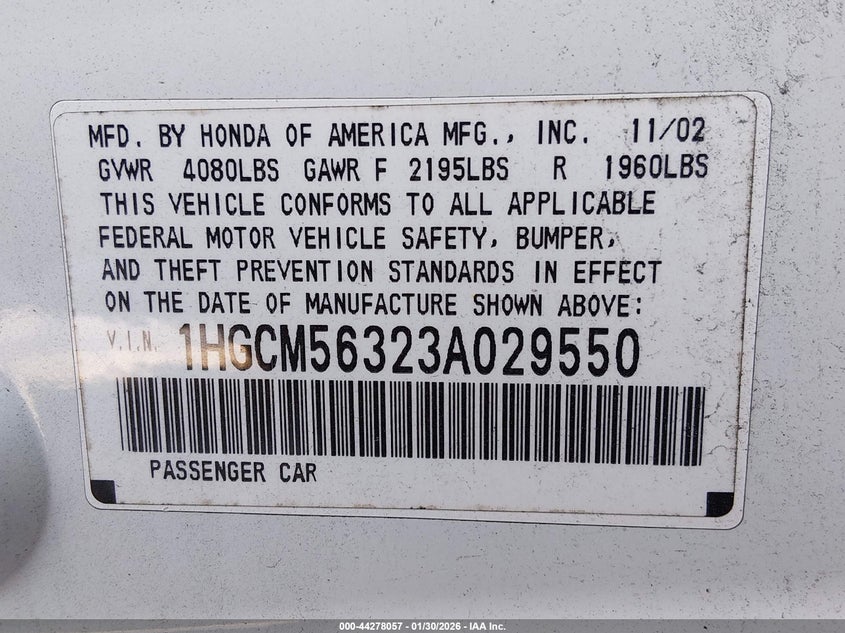 MFD. BY HONDA OF AMERICA MFG., INC. 11/02
GVWR 4080LBS GAWR F 2195LBS R 1960LBS
THIS VEHICLE CONFORMS TO ALL APPLICABLE
FEDERAL MOTOR VEHICLE SAFETY, BUMPER,
AND THEFT PREVENTION STANDARDS IN EFFECT
ON THE DATE OF MANUFACTURE SHOWN ABOVE:
V.I.N. 1HGCM56323A029550
PASSENGER CAR
000-44278057 - 01/30/2026 - IAA Inc.